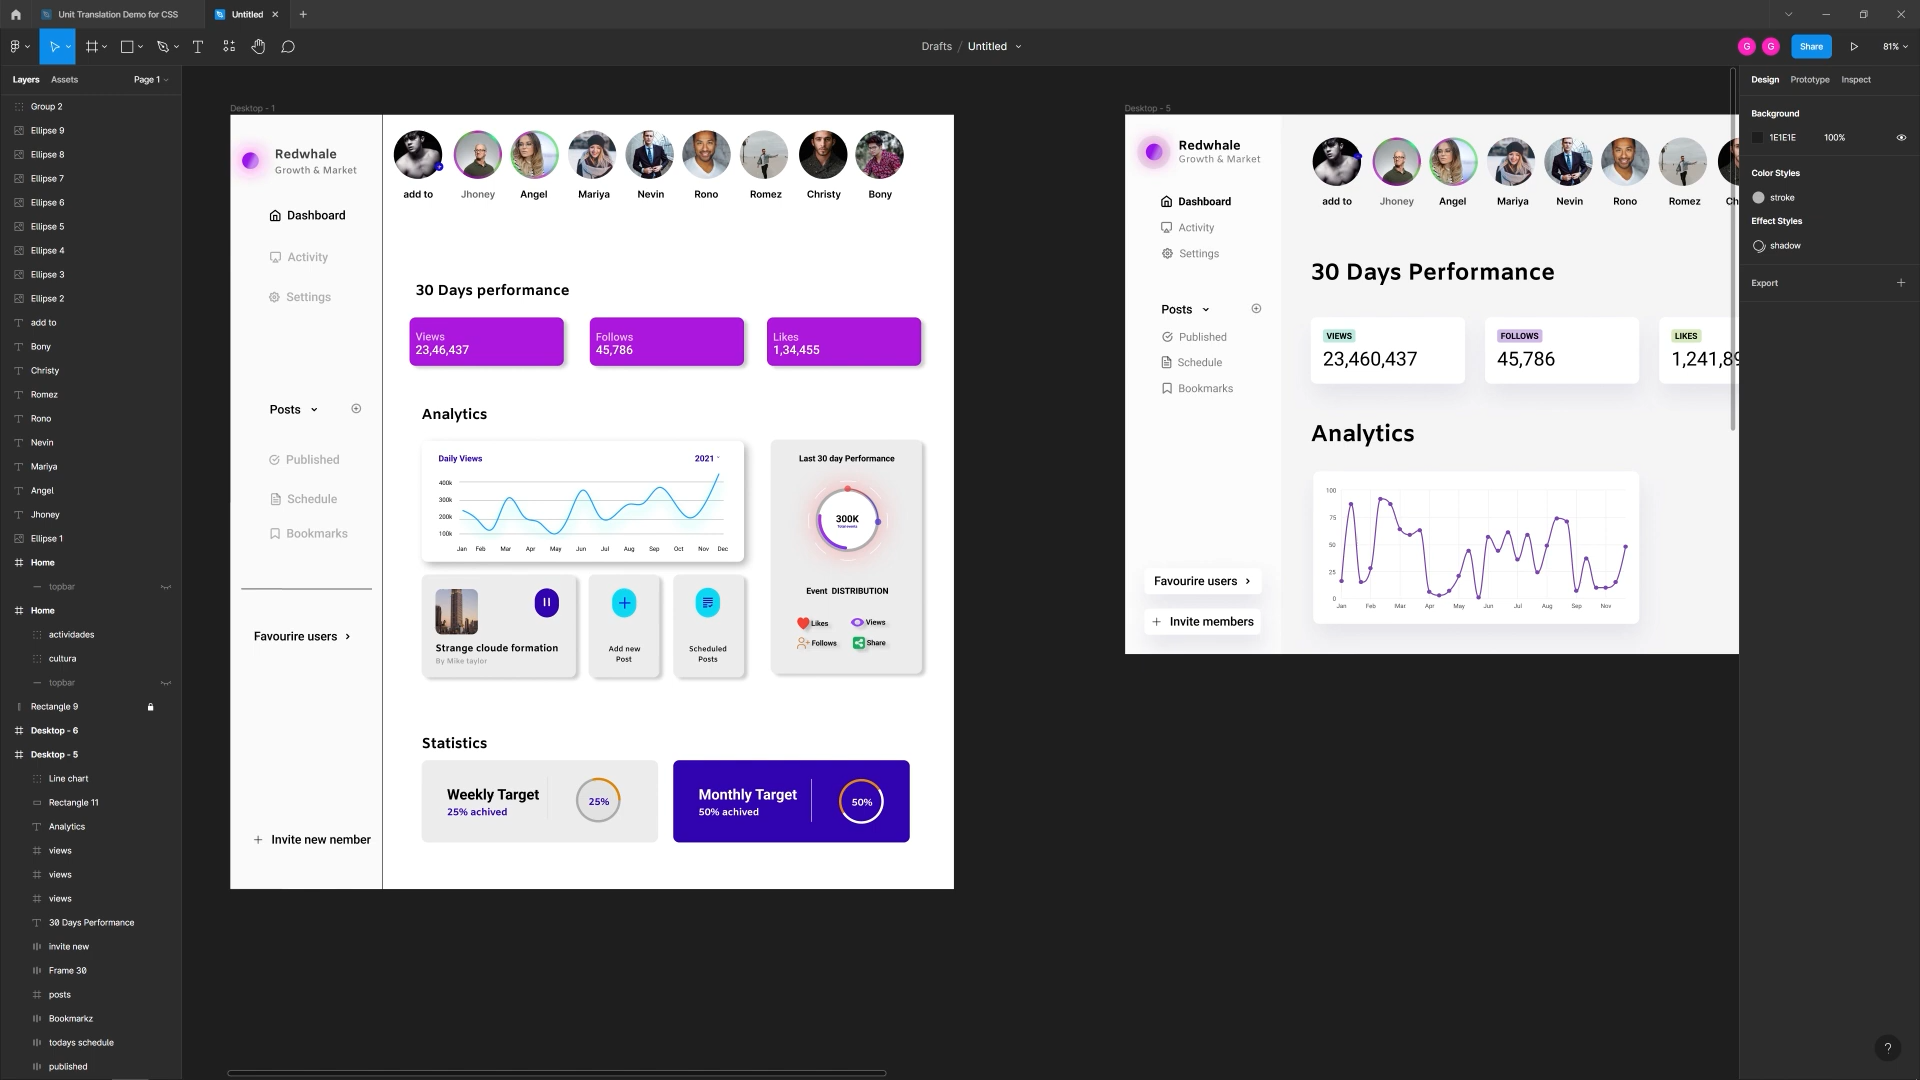 Unit Translation Demo for CSS
Untitled
Drafts / Untitled
G
G
Share
81%
Layers
Assets
Page 1
Group 2
Ellipse 9
Ellipse 8
Ellipse 7
Ellipse 6
Ellipse 5
Ellipse 4
Ellipse 3
Ellipse 2
add to
Bony
Christy
Romez
Rono
Nevin
Mariya
Angel
Jhoney
Ellipse 1
Home
topbar
Home
actividades
cultura
topbar
Rectangle 9
Desktop - 6
Desktop - 5
Line chart
Rectangle 11
Analytics
views
views
views
30 Days Performance
invite new
Frame 30
posts
Bookmarkz
todays schedule
published
Desktop - 1
Redwhale
Growth & Market
Dashboard
Activity
Settings
Posts
Published
Schedule
Bookmarks
Favourire users
Invite new nember
add to
Jhoney
Angel
Mariya
Nevin
Rono
Romez
Christy
Bony
30 Days performance
Views
23,46,437
Follows
45,786
Likes
1,34,455
Analytics
Daily Views
2021
400k
300k
200k
100k
Jan Feb Mar Apr May Jun Jul Aug Sep Oct Nov Dec
Last 30 day Performance
300K
Total events
Event DISTRIBUTION
Likes
Views
Follows
Share
Strange cloude formation
By Mike taylor
Add new
Post
Scheduled
Posts
Statistics
Weekly Target
25% achived
25%
Monthly Target
50% achived
50%
Desktop - 5
Redwhale
Growth & Market
Dashboard
Activity
Settings
Posts
Published
Schedule
Bookmarks
Favourire users
Invite members
add to
Jhoney
Angel
Mariya
Nevin
Rono
Romez
Ch
30 Days Performance
VIEWS
23,460,437
FOLLOWS
45,786
LIKES
1,241,89
Analytics
100
75
50
25
0
Jan Feb Mar Apr May Jun Jul Aug Sep Nov
Design
Prototype
Inspect
Background
1E1E1E
100%
Color Styles
stroke
Effect Styles
shadow
Export
?